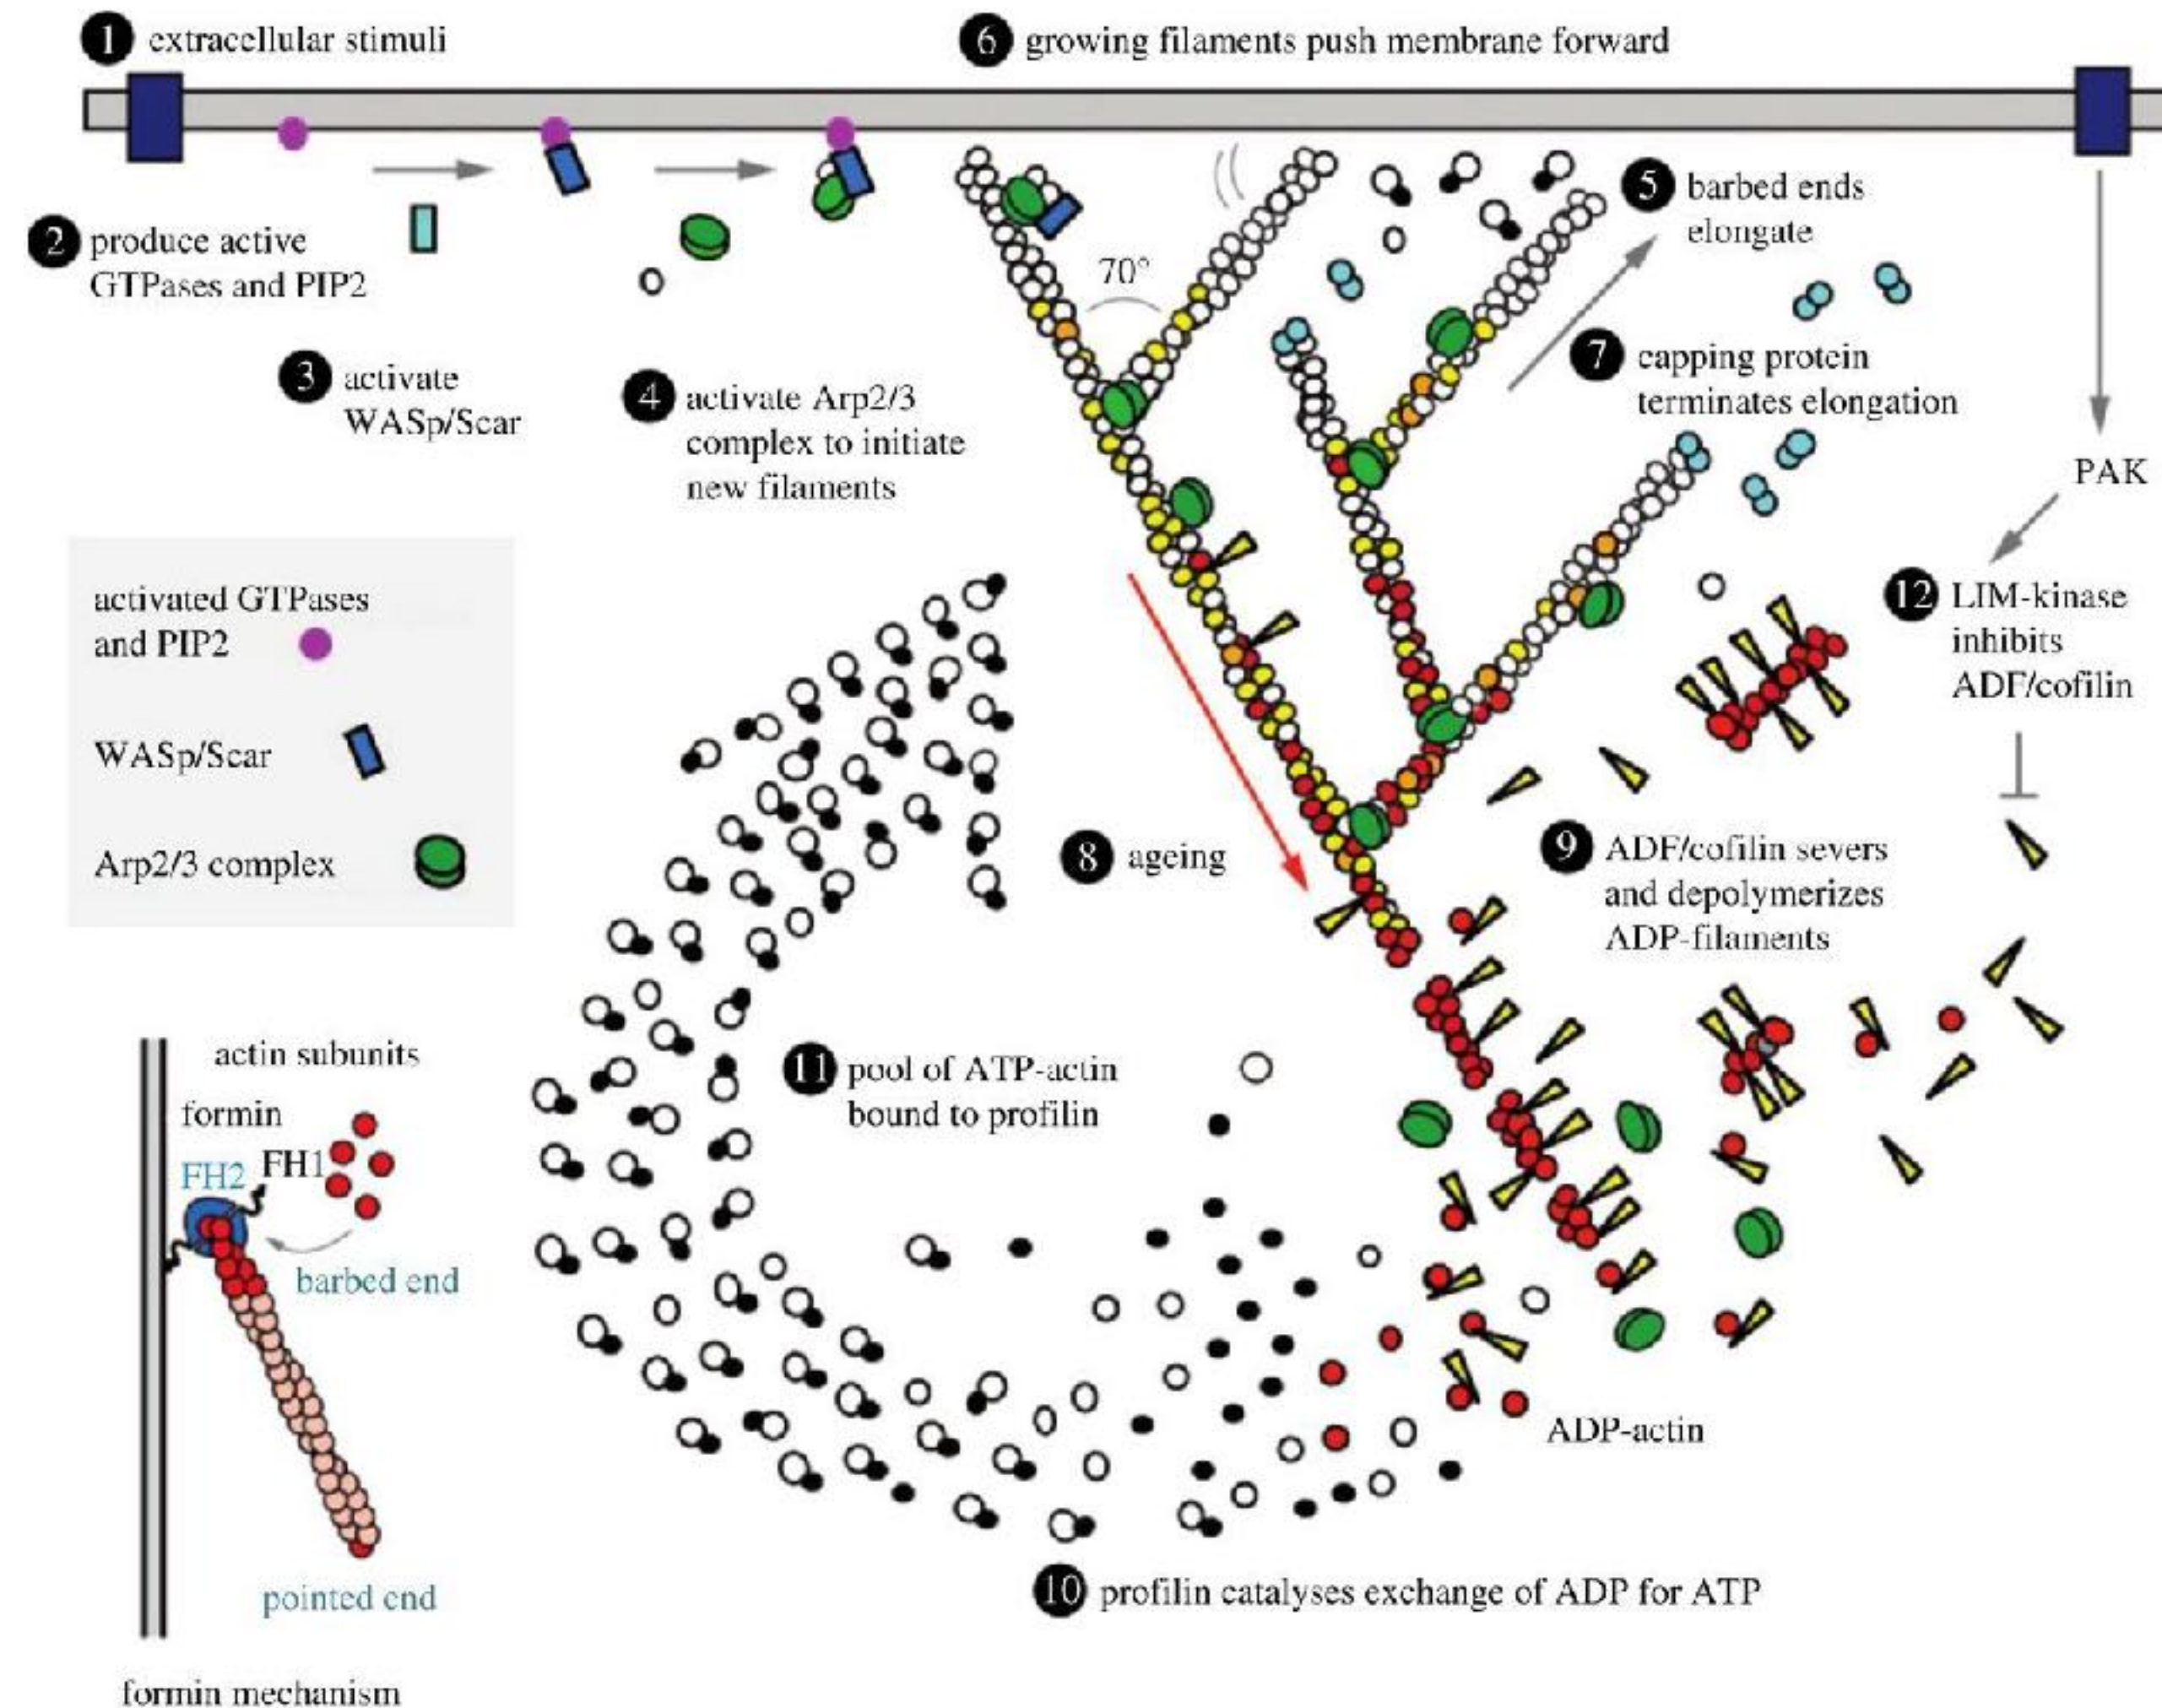 1 extracellular stimuli
6 growing filaments push membrane forward
2 produce active
GTPases and PIP2
3 activate
WASp/Scar
4 activate Arp2/3
complex to initiate
new filaments
70°
5 barbed ends
elongate
7 capping protein
terminates elongation
PAK
12 LIM-kinase
inhibits
ADF/cofilin
activated GTPases
and PIP2
WASp/Scar
Arp2/3 complex
8 ageing
9 ADF/cofilin severs
and depolymerizes
ADP-filaments
11 pool of ATP-actin
bound to profilin
ADP-actin
10 profilin catalyses exchange of ADP for ATP
actin subunits
formin
FH2 FH1
barbed end
pointed end
formin mechanism